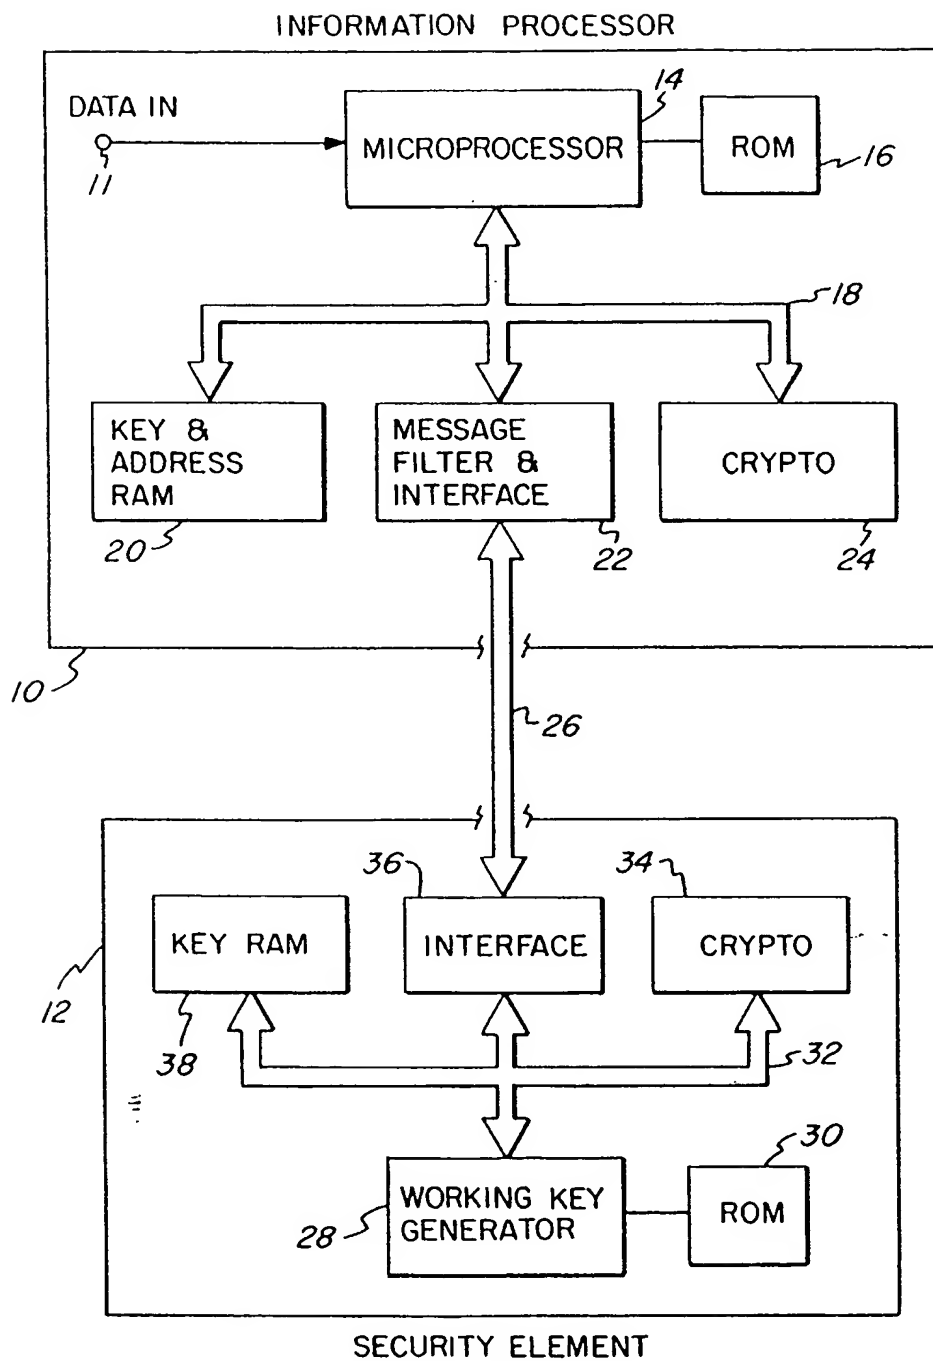 INFORMATION PROCESSOR
DATA IN
11
MICROPROCESSOR
14
ROM
16
18
KEY &
ADDRESS
RAM
20
MESSAGE
FILTER &
INTERFACE
22
CRYPTO
24
10
26
12
KEY RAM
38
36
INTERFACE
34
CRYPTO
32
WORKING KEY
GENERATOR
28
30
ROM
SECURITY ELEMENT